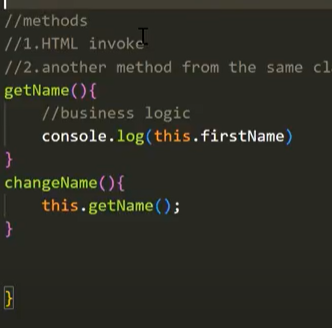 //methods
//1.HTML invoke
//2.another method from the same
getName(){
//business logic
console.log(this.firstName)
}
changeName(){
this.getName();
}
}